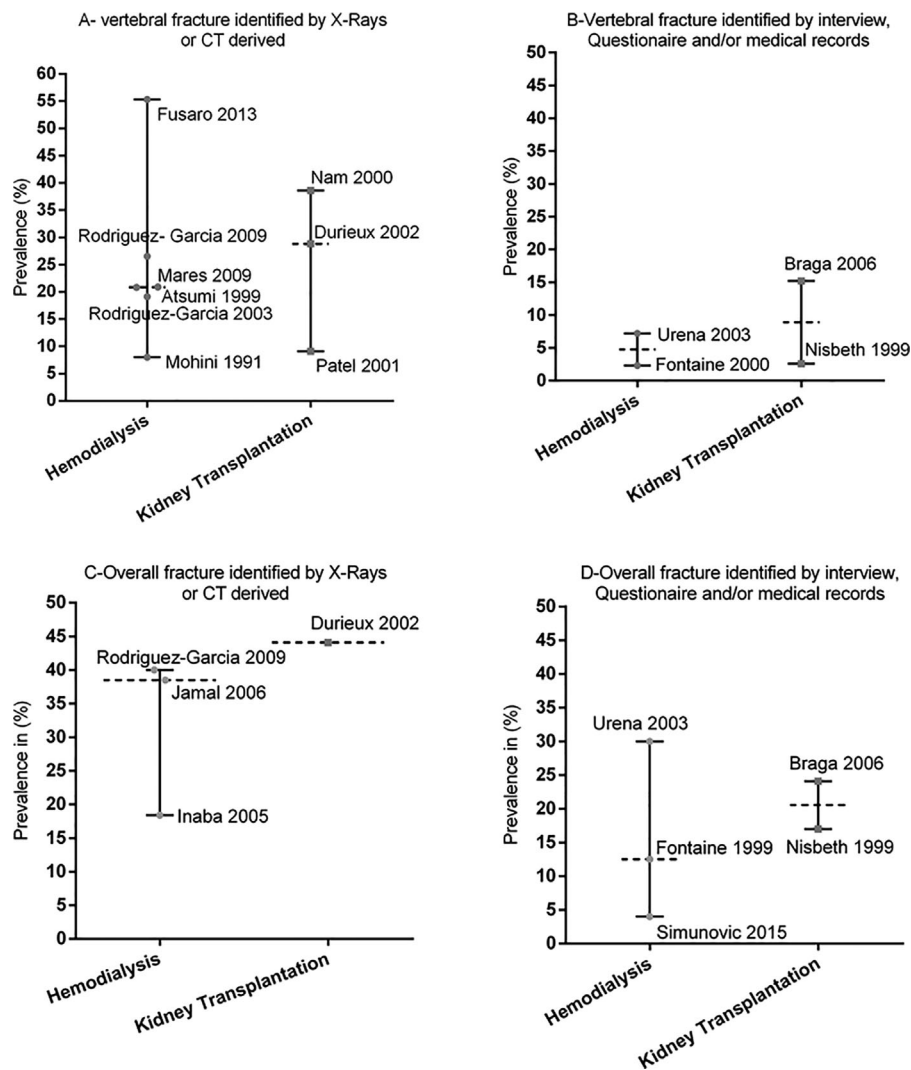 A- vertebral fracture identified by X-Rays
or CT derived
Prevalence (%)
60
55
50
45
40
35
30
25
20
15
10
5
0
Fusaro 2013
Rodriguez- Garcia 2009
Mares 2009
Atsumi 1999
Rodriguez-Garcia 2003
Mohini 1991
Nam 2000
Durieux 2002
Patel 2001
Hemodialysis
Kidney Transplantation
B-Vertebral fracture identified by interview,
Questionaire and/or medical records
Prevalence (%)
50
45
40
35
30
25
20
15
10
5
0
Urena 2003
Fontaine 2000
Braga 2006
Nisbeth 1999
Hemodialysis
Kidney Transplantation
C-Overall fracture identified by X-Rays
or CT derived
Prevalence in (%)
50
45
40
35
30
25
20
15
10
5
0
Rodriguez-Garcia 2009
Jamal 2006
Inaba 2005
Durieux 2002
Hemodialysis
Kidney Transplantation
D-Overall fracture identified by interview,
Questionaire and/or medical records
Prevalence in (%)
50
45
40
35
30
25
20
15
10
5
0
Urena 2003
Fontaine 1999
Simunovic 2015
Braga 2006
Nisbeth 1999
Hemodialysis
Kidney Transplantation